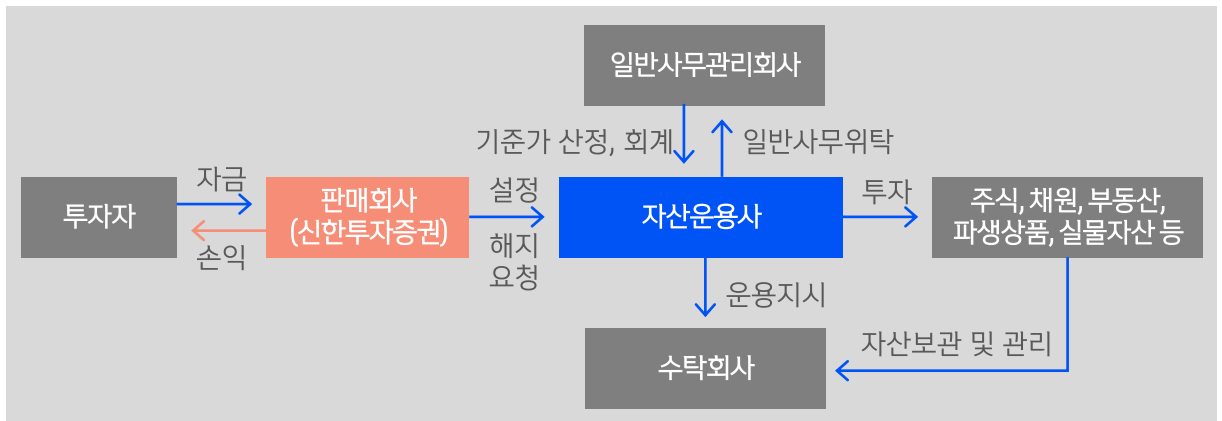 일반사무관리회사
기준가 산정, 회계
일반사무위탁
투자자
자금
손익
판매회사
(신한투자증권)
설정
해지
요청
자산운용사
투자
주식, 채원, 부동산,
파생상품, 실물자산 등
운용지시
자산보관 및 관리
수탁회사